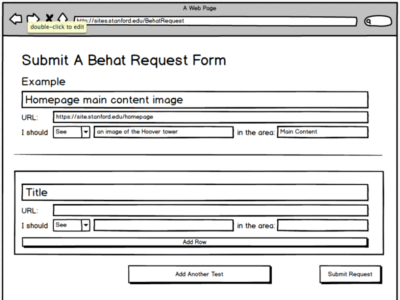 A Web Page
double-click to edit
http://sites.stanford.edu/BehatRequest
Submit A Behat Request Form
Example
Homepage main content image
URL: https://site.stanford.edu/homepage
I should See an image of the Hoover tower in the area: Main Content
Title
URL:
I should See in the area:
Add Row
Add Another Test Submit Request